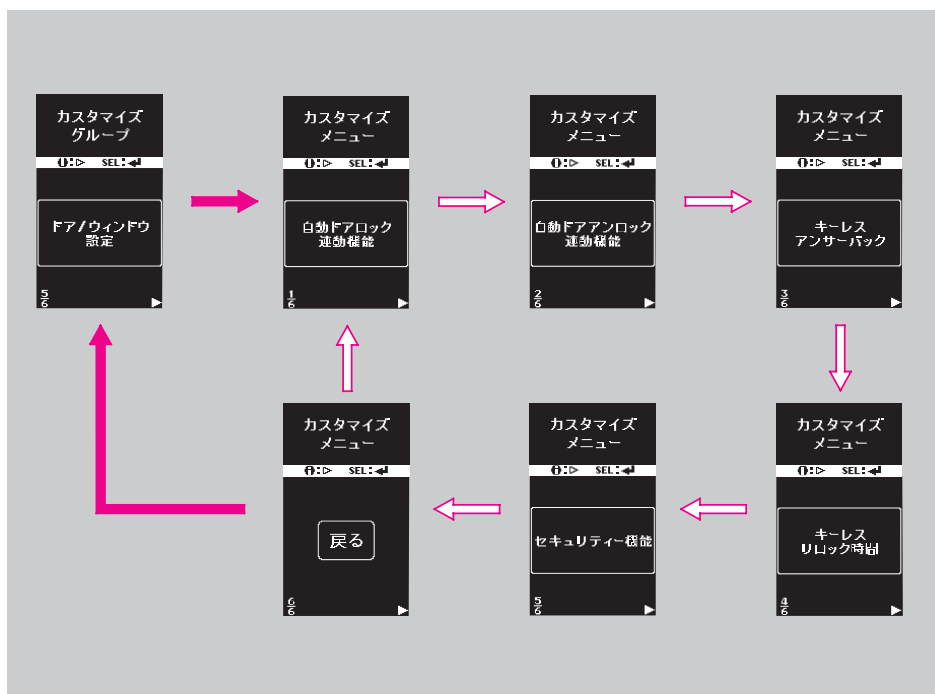 カスタマイズ
グループ
SEL:
ドア/ウィンドウ
設定
5
6
カスタマイズ
メニュー
SEL:
自動ドアロック
連動機能
1
6
カスタマイズ
メニュー
SEL:
自動ドアアンロック
連動機能
2
6
カスタマイズ
メニュー
SEL:
キーレス
アンサーバック
3
6
カスタマイズ
メニュー
SEL:
キーレス
リロック時間
4
6
カスタマイズ
メニュー
SEL:
セキュリティー機能
5
6
カスタマイズ
メニュー
SEL:
戻る
6
6